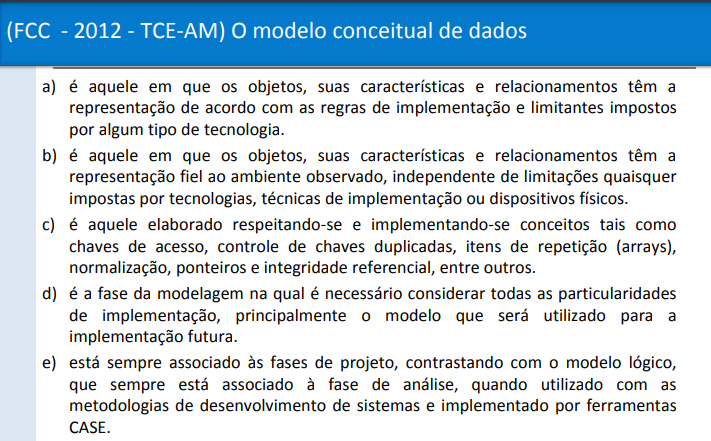 (FCC - 2012 - TCE-AM) O modelo conceitual de dados
a) é aquele em que os objetos, suas características e relacionamentos têm a
representação de acordo com as regras de implementação e limitantes impostos
por algum tipo de tecnologia.
b) é aquele em que os objetos, suas características e relacionamentos têm a
representação fiel ao ambiente observado, independente de limitações quaisquer
impostas por tecnologias, técnicas de implementação ou dispositivos físicos.
c) é aquele elaborado respeitando-se e implementando-se conceitos tais como
chaves de acesso, controle de chaves duplicadas, itens de repetição (arrays),
normalização, ponteiros e integridade referencial, entre outros.
d) é a fase da modelagem na qual é necessário considerar todas as particularidades
de implementação, principalmente o modelo que será utilizado para a
implementação futura.
e) está sempre associado às fases de projeto, contrastando com o modelo lógico,
que sempre está associado à fase de análise, quando utilizado com as
metodologias de desenvolvimento de sistemas e implementado por ferramentas
CASE.